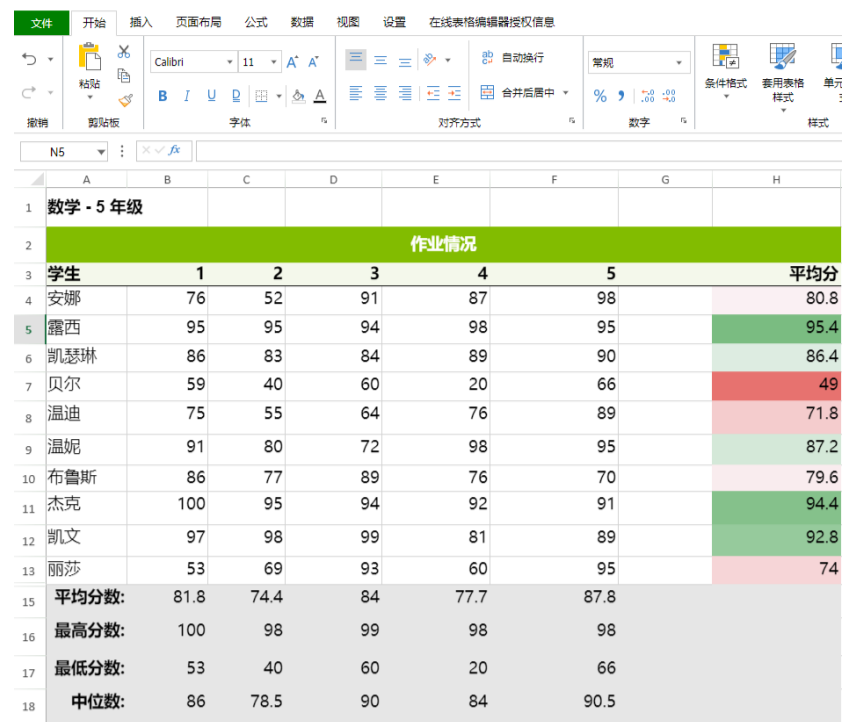 文件 开始 插入 页面布局 公式 数据 视图 设置 在线表格编辑器授权信息
粘贴 Calibri 11 A A ab 自动换行 常规 条件格式 套用表格样式 单元
B I U D A 合并后居中 % , .00 .00
撤销 剪贴板 字体 对齐方式 数字 样式
N5 fx
A B C D E F G H
1 数学 - 5 年级
2 作业情况
3 学生 1 2 3 4 5 平均分
4 安娜 76 52 91 87 98 80.8
5 露西 95 95 94 98 95 95.4
6 凯瑟琳 86 83 84 89 90 86.4
7 贝尔 59 40 60 20 66 49
8 温迪 75 55 64 76 89 71.8
9 温妮 91 80 72 98 95 87.2
10 布鲁斯 86 77 89 76 70 79.6
11 杰克 100 95 94 92 91 94.4
12 凯文 97 98 99 81 89 92.8
13 丽莎 53 69 93 60 95 74
15 平均分数: 81.8 74.4 84 77.7 87.8
16 最高分数: 100 98 99 98 98
17 最低分数: 53 40 60 20 66
18 中位数: 86 78.5 90 84 90.5